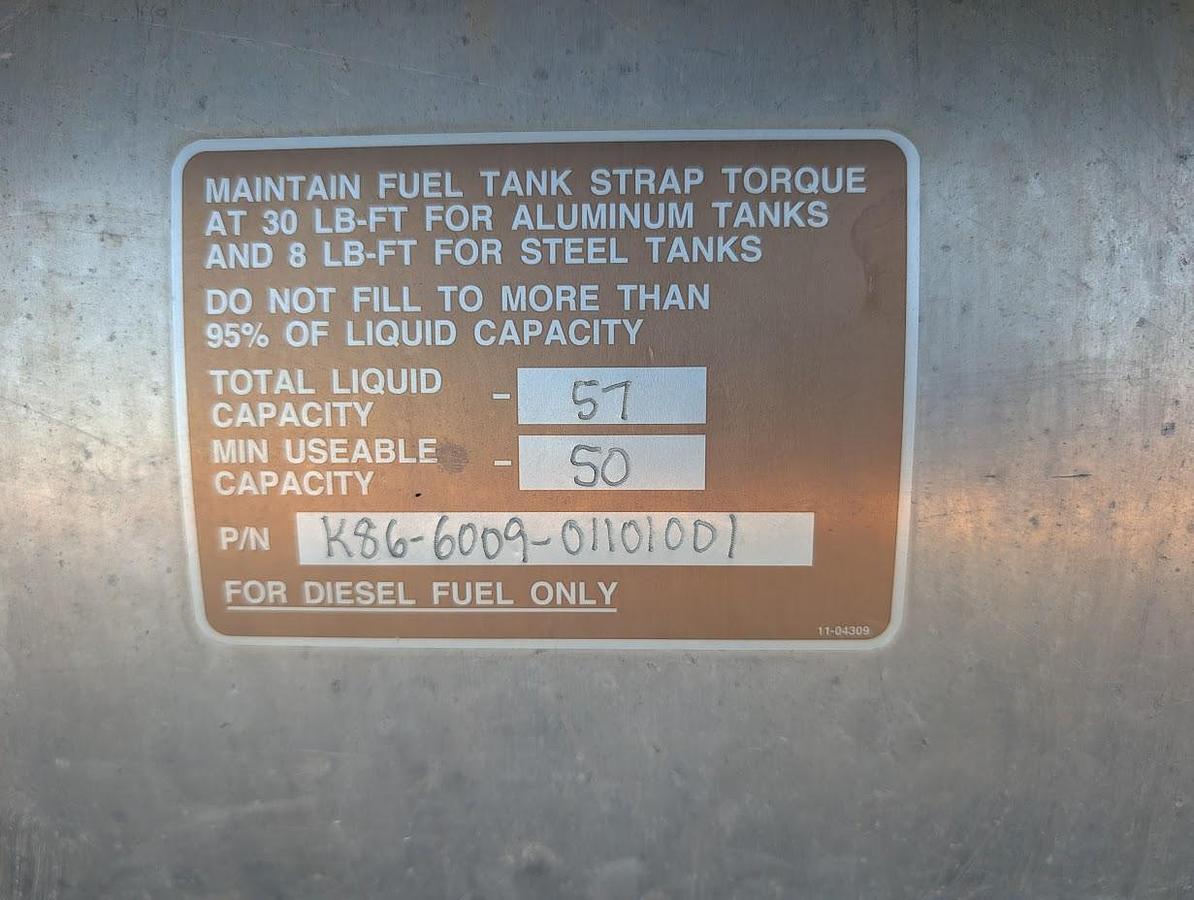 MAINTAIN FUEL TANK STRAP TORQUE
AT 30 LB-FT FOR ALUMINUM TANKS
AND 8 LB-FT FOR STEEL TANKS
DO NOT FILL TO MORE THAN
95% OF LIQUID CAPACITY
TOTAL LIQUID
CAPACITY - 57
MIN USEABLE
CAPACITY - 50
P/N K86-6009-01101001
FOR DIESEL FUEL ONLY
11-04309